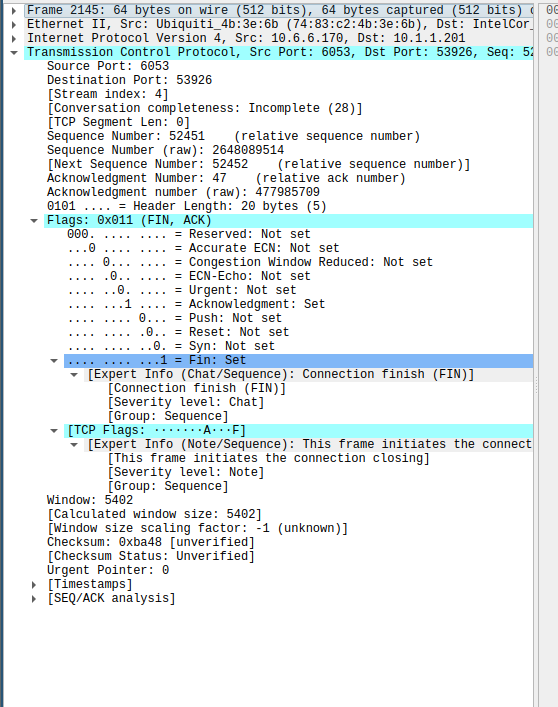 Frame 2145: 64 bytes on wire (512 bits), 64 bytes captured (512 bits) o
Ethernet II, Src: Ubiquiti_4b:3e:6b (74:83:c2:4b:3e:6b), Dst: IntelCor_
Internet Protocol Version 4, Src: 10.6.6.170, Dst: 10.1.1.201
Transmission Control Protocol, Src Port: 6053, Dst Port: 53926, Seq: 52
Source Port: 6053
Destination Port: 53926
[Stream index: 4]
[Conversation completeness: Incomplete (28)]
[TCP Segment Len: 0]
Sequence Number: 52451    (relative sequence number)
Sequence Number (raw): 2648089514
[Next Sequence Number: 52452    (relative sequence number)]
Acknowledgment Number: 47    (relative ack number)
Acknowledgment number (raw): 477985709
0101 .... = Header Length: 20 bytes (5)
Flags: 0x011 (FIN, ACK)
000. .... .... = Reserved: Not set
...0 .... .... = Accurate ECN: Not set
.... 0... .... = Congestion Window Reduced: Not set
.... .0.. .... = ECN-Echo: Not set
.... ..0. .... = Urgent: Not set
.... ...1 .... = Acknowledgment: Set
.... .... 0... = Push: Not set
.... .... .0.. = Reset: Not set
.... .... ..0. = Syn: Not set
.... .... ...1 = Fin: Set
[Expert Info (Chat/Sequence): Connection finish (FIN)]
[Connection finish (FIN)]
[Severity level: Chat]
[Group: Sequence]
[TCP Flags: ·······A···F]
[Expert Info (Note/Sequence): This frame initiates the connect
[This frame initiates the connection closing]
[Severity level: Note]
[Group: Sequence]
Window: 5402
[Calculated window size: 5402]
[Window size scaling factor: -1 (unknown)]
Checksum: 0xba48 [unverified]
[Checksum Status: Unverified]
Urgent Pointer: 0
[Timestamps]
[SEQ/ACK analysis]